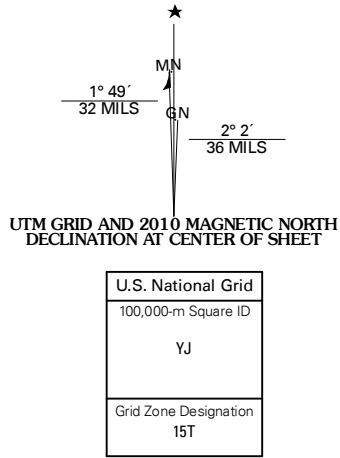 MN
1° 49´
32 MILS
GN
2° 2´
36 MILS
UTM GRID AND 2010 MAGNETIC NORTH
DECLINATION AT CENTER OF SHEET
U.S. National Grid
100,000-m Square ID
YJ
Grid Zone Designation
15T